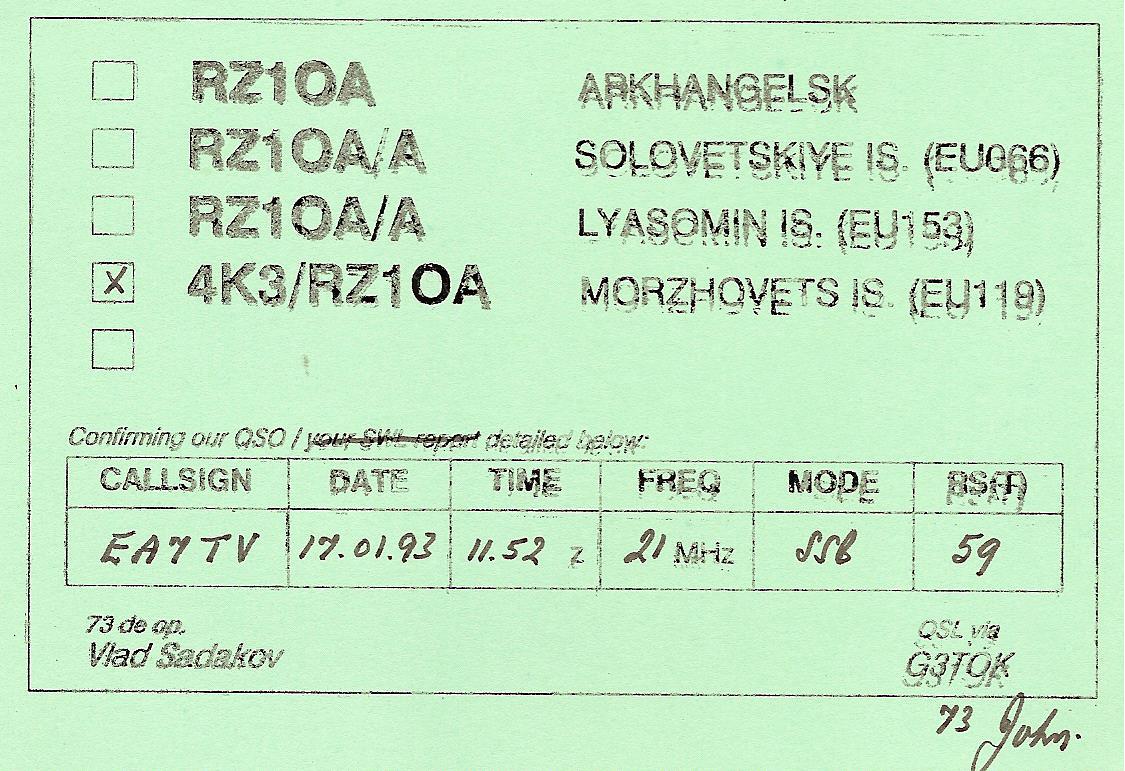 RZ1OA ARKHANGELSK
RZ1OA/A SOLOVETSKIYE IS. (EU066)
RZ1OA/A LYASOMIN IS. (EU153)
X 4K3/RZ1OA MORZHOVETS IS. (EU119)
Confirming our QSO / your SWL report detailed below:
CALLSIGN DATE TIME FREQ MODE RS(T)
EA7TV 17.01.93 11.52 z 21 MHz SSB 59
73 de op. QSL via
Vlad Sadakov G3TOK
73 John.